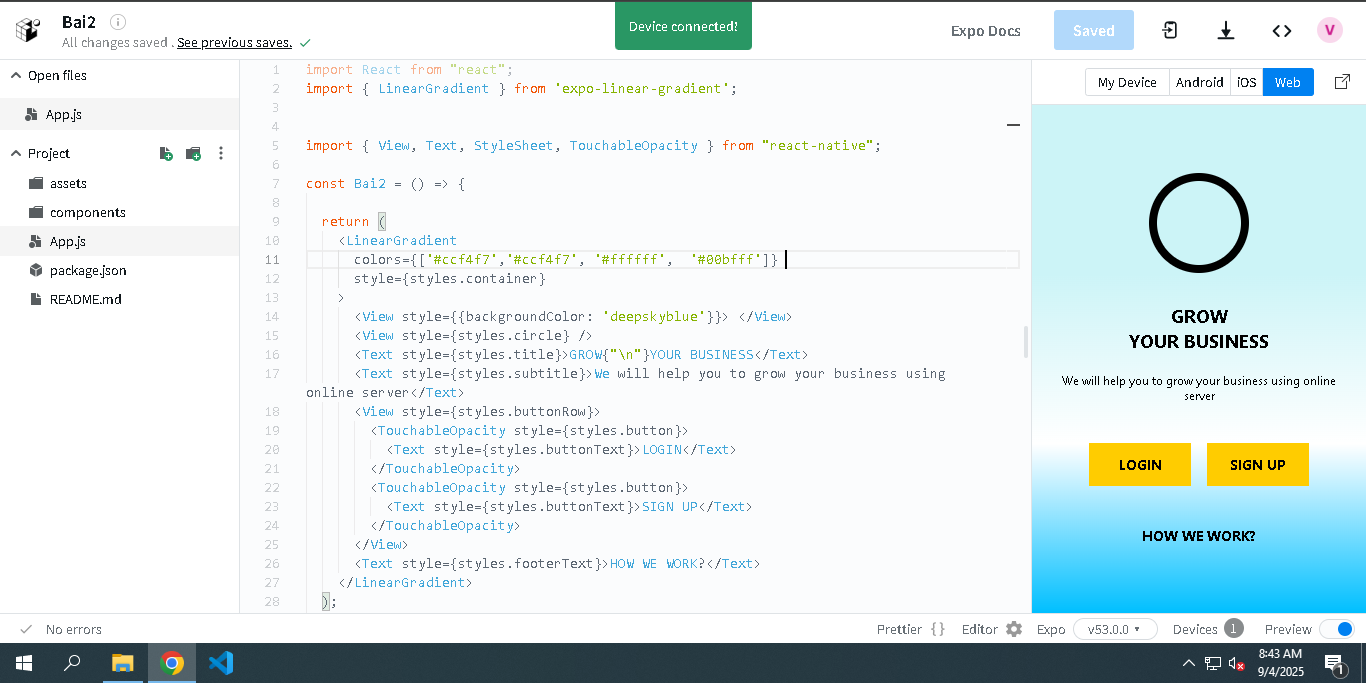 Bai2
All changes saved . See previous saves.
Device connected!
Expo Docs
Saved
V
Open files
App.js
Project
assets
components
App.js
package.json
README.md
1 import React from "react";
2 import { LinearGradient } from 'expo-linear-gradient';
3
4
5 import { View, Text, StyleSheet, TouchableOpacity } from "react-native";
6
7 const Bai2 = () => {
8
9 return (
10 <LinearGradient
11 colors={['#ccf4f7','#ccf4f7', '#ffffff',  '#00bfff']}
12 style={styles.container}
13 >
14 <View style={{backgroundColor: 'deepskyblue'}}> </View>
15 <View style={styles.circle} />
16 <Text style={styles.title}>GROW{"\n"}YOUR BUSINESS</Text>
17 <Text style={styles.subtitle}>We will help you to grow your business using
online server</Text>
18 <View style={styles.buttonRow}>
19 <TouchableOpacity style={styles.button}>
20 <Text style={styles.buttonText}>LOGIN</Text>
21 </TouchableOpacity>
22 <TouchableOpacity style={styles.button}>
23 <Text style={styles.buttonText}>SIGN UP</Text>
24 </TouchableOpacity>
25 </View>
26 <Text style={styles.footerText}>HOW WE WORK?</Text>
27 </LinearGradient>
28 );
My Device Android iOS Web
GROW
YOUR BUSINESS
We will help you to grow your business using online
server
LOGIN SIGN UP
HOW WE WORK?
No errors
Prettier {} Editor Expo v53.0.0 Devices 1 Preview
8:43 AM
9/4/2025
1